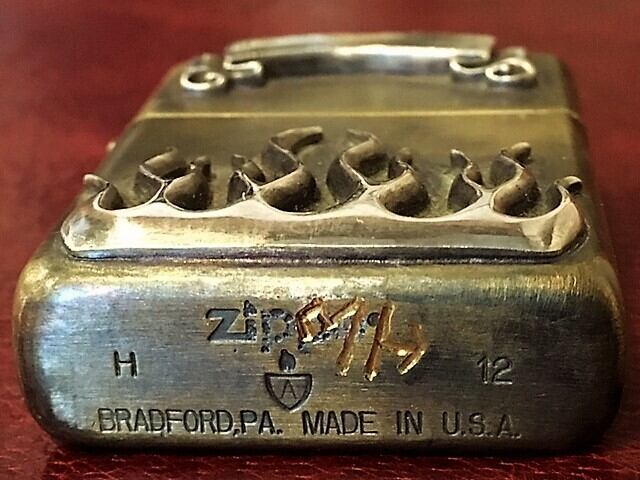 Zippo
H 12
BRADFORD, PA. MADE IN U.S.A.